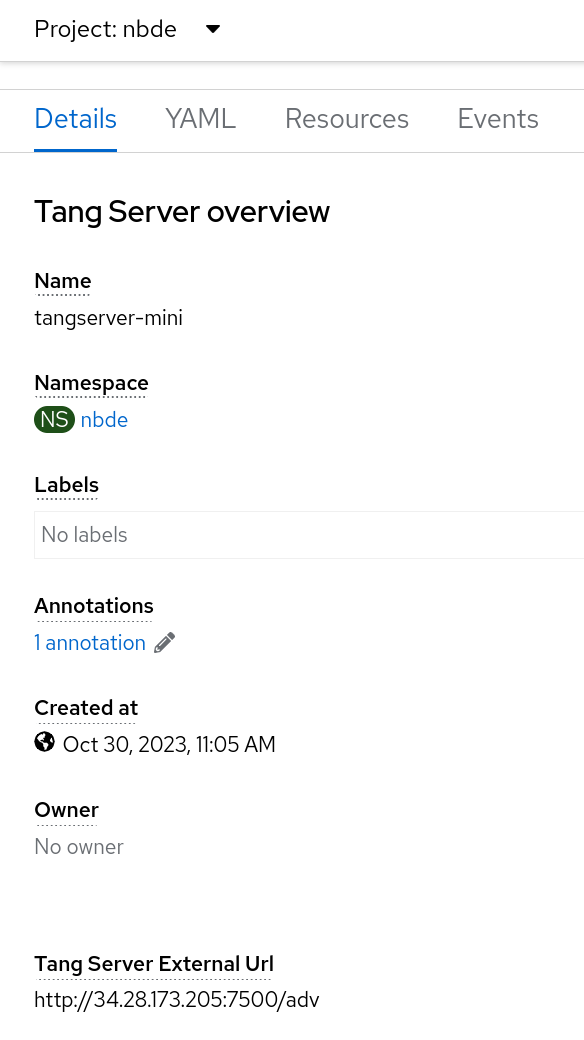 Project: nbde
Details YAML Resources Events
Tang Server overview
Name
tangserver-mini
Namespace
NS nbde
Labels
No labels
Annotations
1 annotation
Created at
Oct 30, 2023, 11:05 AM
Owner
No owner
Tang Server External Url
http://34.28.173.205:7500/adv